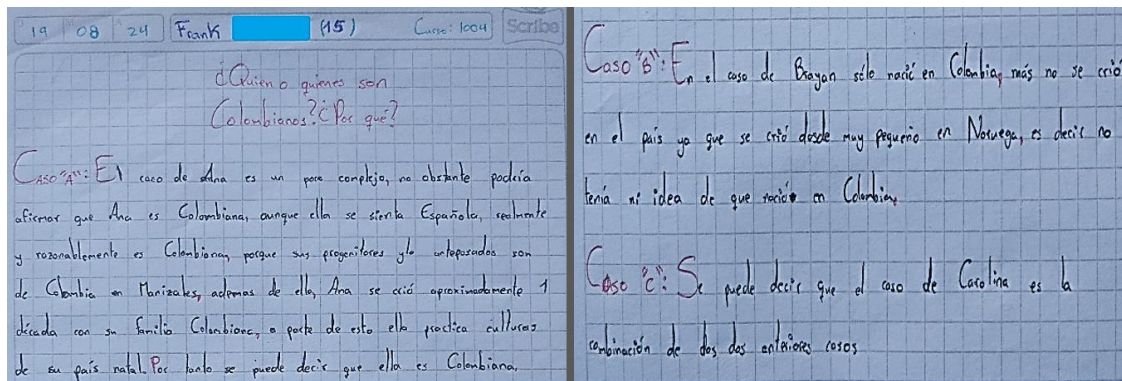 19 08 24 Frank (15) Curso: 1004 Scribe
¿Quien o quienes son
Colombianos? ¿Por qué?
Caso "A": El caso de Ana es un poco complejo, no obstante podría
afirmar que Ana es Colombiana, aunque ella se sienta Española, realmente
y razonablemente es Colombiana, porque sus progenitores y/o antepasados son
de Colombia en Manizales, además de ello, Ana se crió aproximadamente 1
década con su familia Colombiana, a parte de esto ella practica culturas
de su país natal. Por tanto se puede decir que ella es Colombiana.
Caso "B": En el caso de Brayan sólo nació en Colombia, más no se crió
en el país ya que se crió desde muy pequeño en Noruega, es decir no
tenía ni idea de que nació en Colombia.
Caso "C": Se puede decir que el caso de Carolina es la
combinación de dos dos anteriores casos